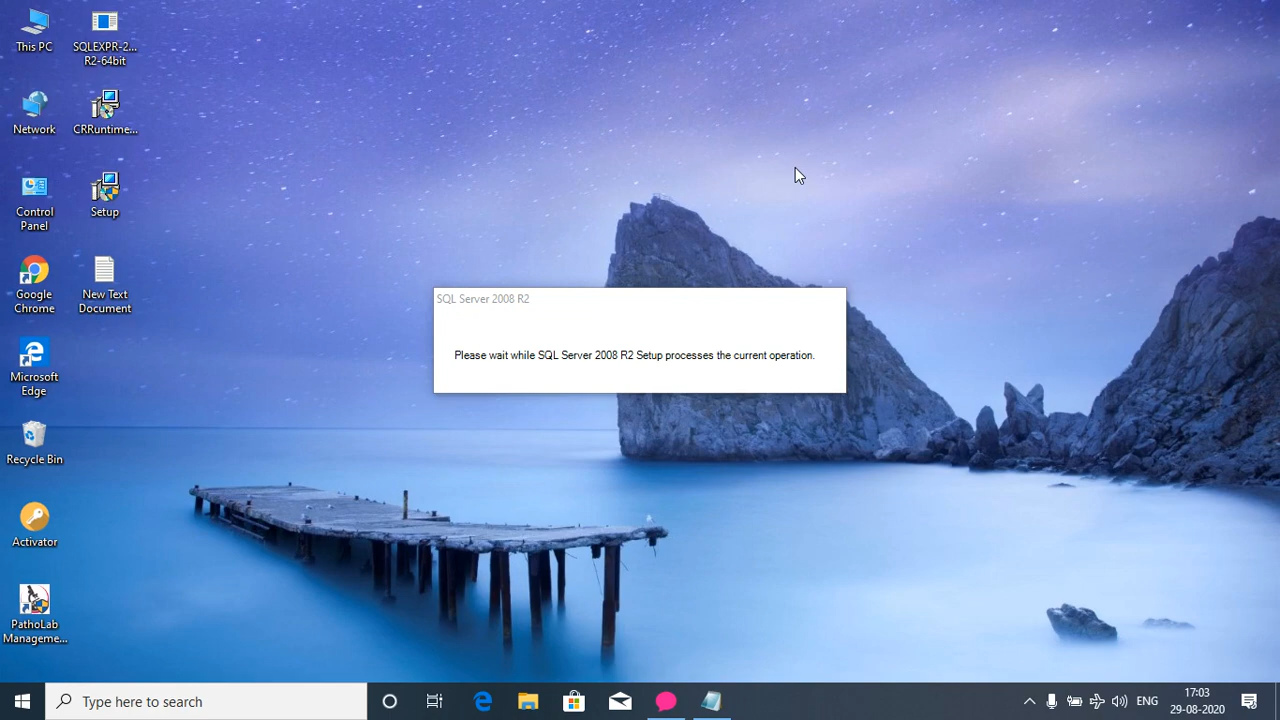 This PC
SQLEXPR-2...
R2-64bit
Network
CRRuntime...
Control
Panel
Setup
Google
Chrome
New Text
Document
Microsoft
Edge
Recycle Bin
Activator
PathoLab
Manageme...
SQL Server 2008 R2
Please wait while SQL Server 2008 R2 Setup processes the current operation.
Type here to search
ENG
17:03
29-08-2020